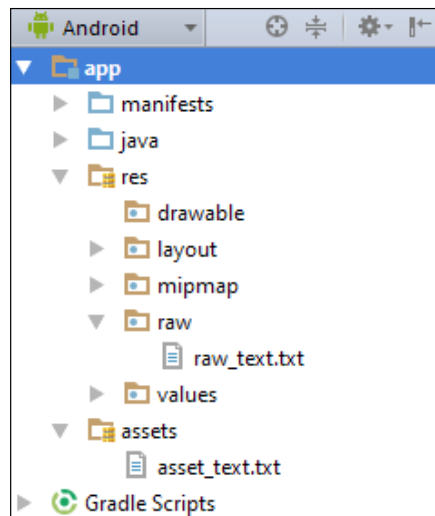 Android
app
manifests
java
res
drawable
layout
mipmap
raw
raw_text.txt
values
assets
asset_text.txt
Gradle Scripts